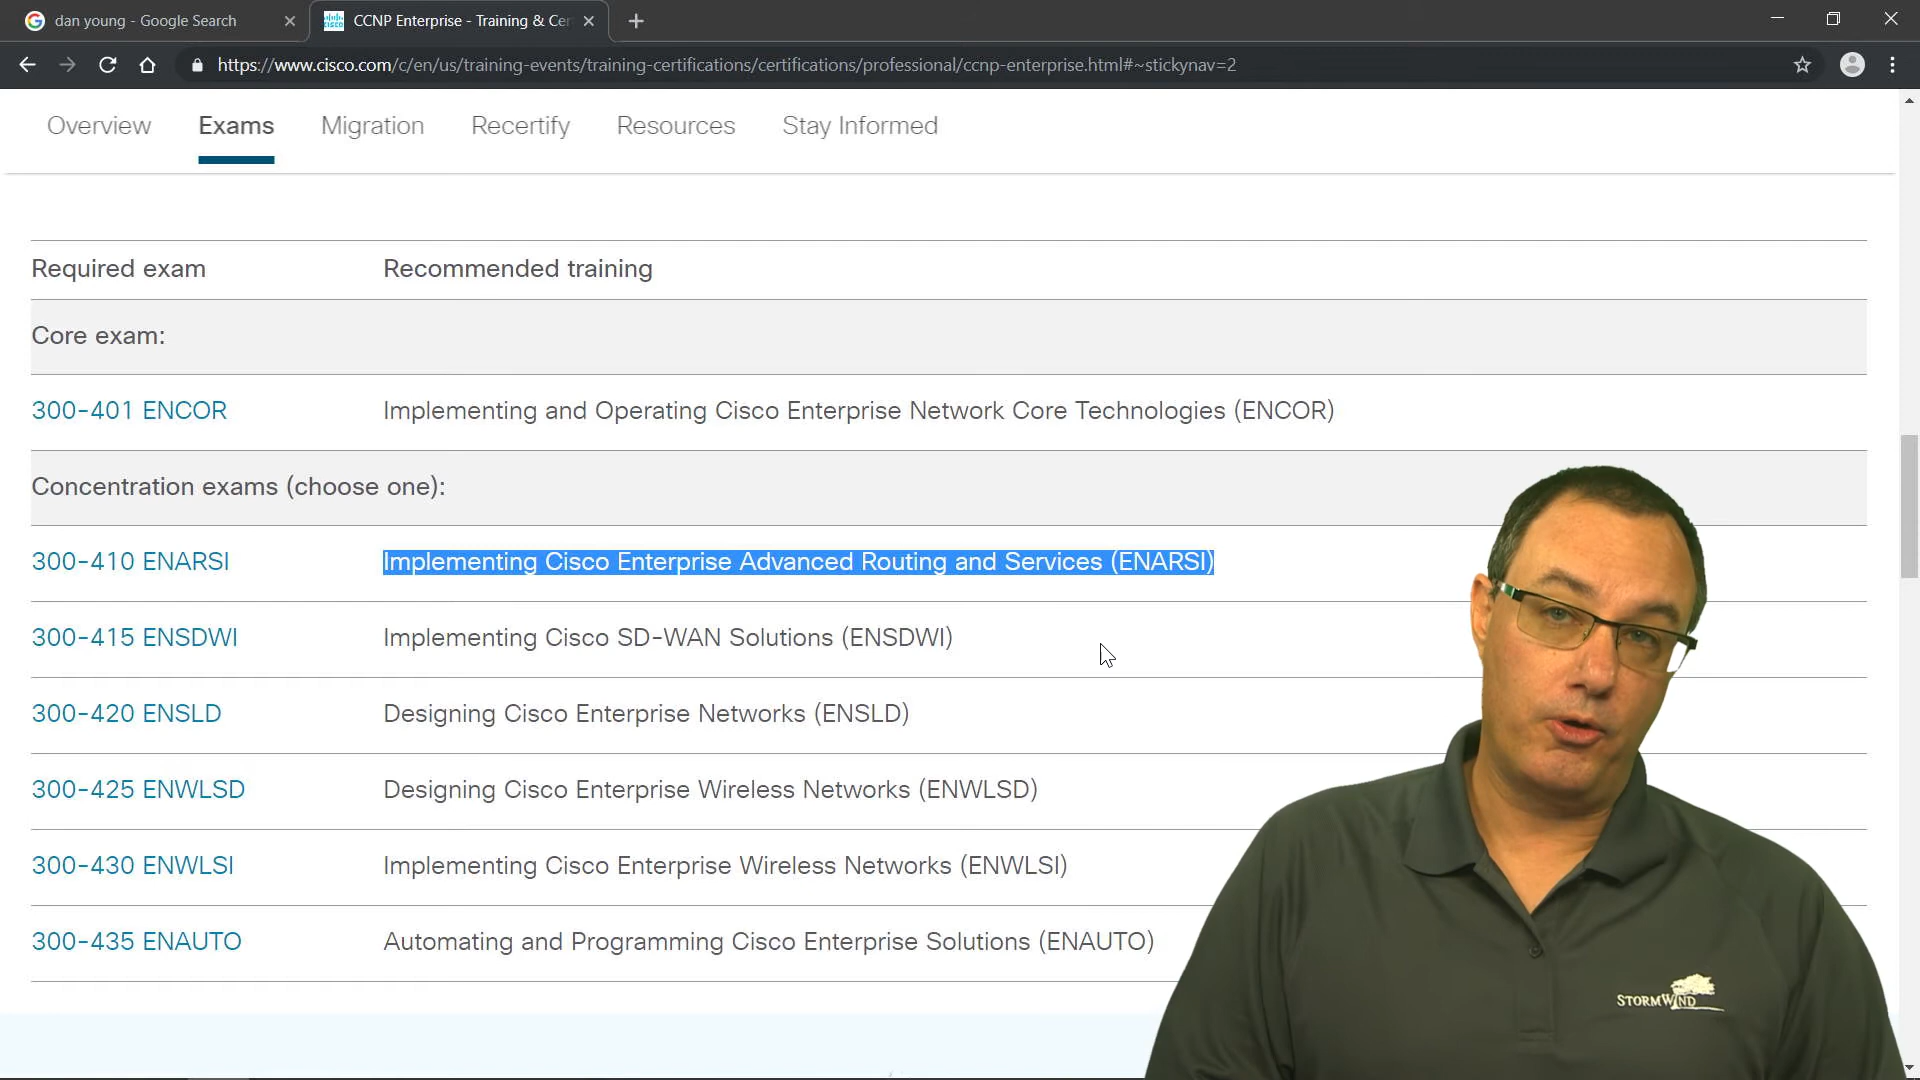 dan young - Google Search
CCNP Enterprise - Training & Cer
https://www.cisco.com/c/en/us/training-events/training-certifications/certifications/professional/ccnp-enterprise.html#~stickynav=2
Overview Exams Migration Recertify Resources Stay Informed
Required exam Recommended training
Core exam:
300-401 ENCOR Implementing and Operating Cisco Enterprise Network Core Technologies (ENCOR)
Concentration exams (choose one):
300-410 ENARSI Implementing Cisco Enterprise Advanced Routing and Services (ENARSI)
300-415 ENSDWI Implementing Cisco SD-WAN Solutions (ENSDWI)
300-420 ENSLD Designing Cisco Enterprise Networks (ENSLD)
300-425 ENWLSD Designing Cisco Enterprise Wireless Networks (ENWLSD)
300-430 ENWLSI Implementing Cisco Enterprise Wireless Networks (ENWLSI)
300-435 ENAUTO Automating and Programming Cisco Enterprise Solutions (ENAUTO)
STORMWIND